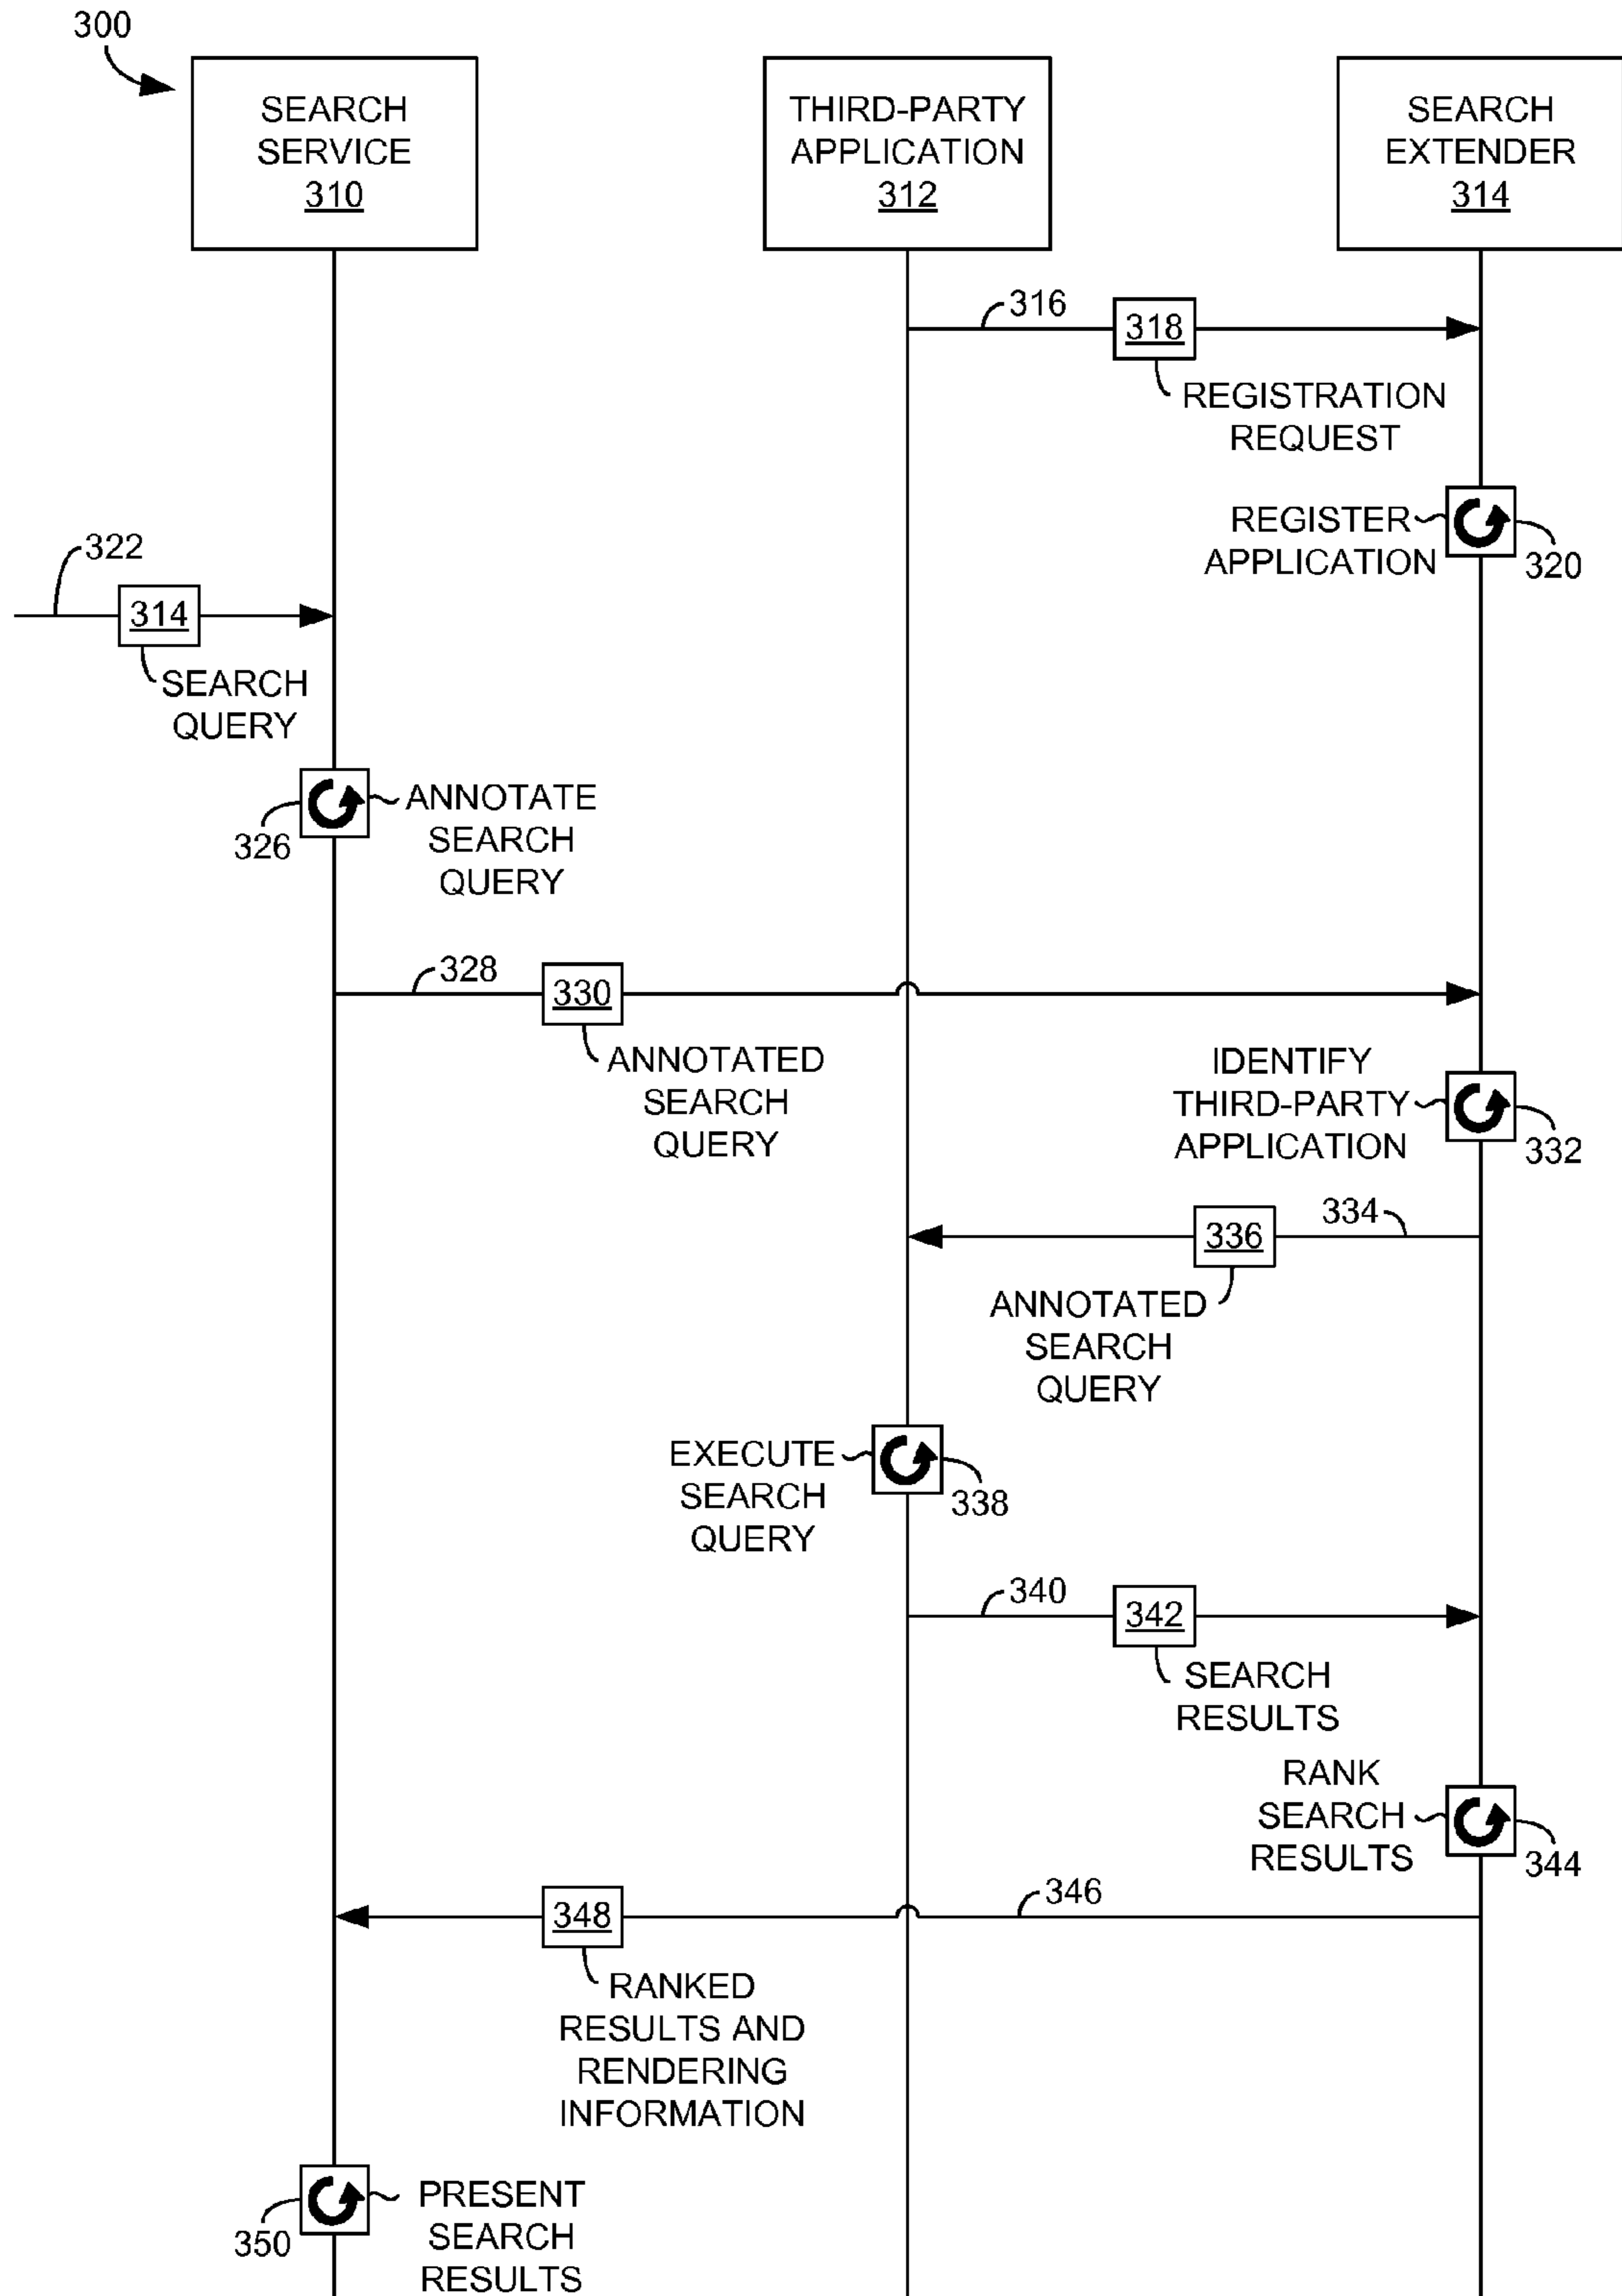 300
SEARCH
SERVICE
310
THIRD-PARTY
APPLICATION
312
SEARCH
EXTENDER
314
316
318
REGISTRATION
REQUEST
REGISTER
APPLICATION
320
322
314
SEARCH
QUERY
326
ANNOTATE
SEARCH
QUERY
328
330
ANNOTATED
SEARCH
QUERY
IDENTIFY
THIRD-PARTY
APPLICATION
332
334
336
ANNOTATED
SEARCH
QUERY
EXECUTE
SEARCH
QUERY
338
340
342
SEARCH
RESULTS
RANK
SEARCH
RESULTS
344
346
348
RANKED
RESULTS AND
RENDERING
INFORMATION
350
PRESENT
SEARCH
RESULTS